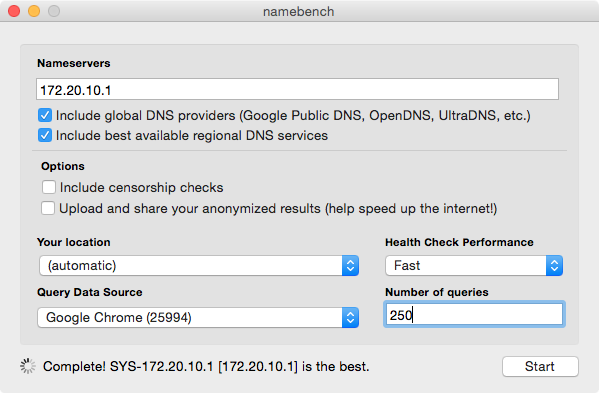 namebench
Nameservers
172.20.10.1
Include global DNS providers (Google Public DNS, OpenDNS, UltraDNS, etc.)
Include best available regional DNS services
Options
Include censorship checks
Upload and share your anonymized results (help speed up the internet!)
Your location
Health Check Performance
(automatic)
Fast
Query Data Source
Number of queries
Google Chrome (25994)
250
Complete! SYS-172.20.10.1 [172.20.10.1] is the best.
Start